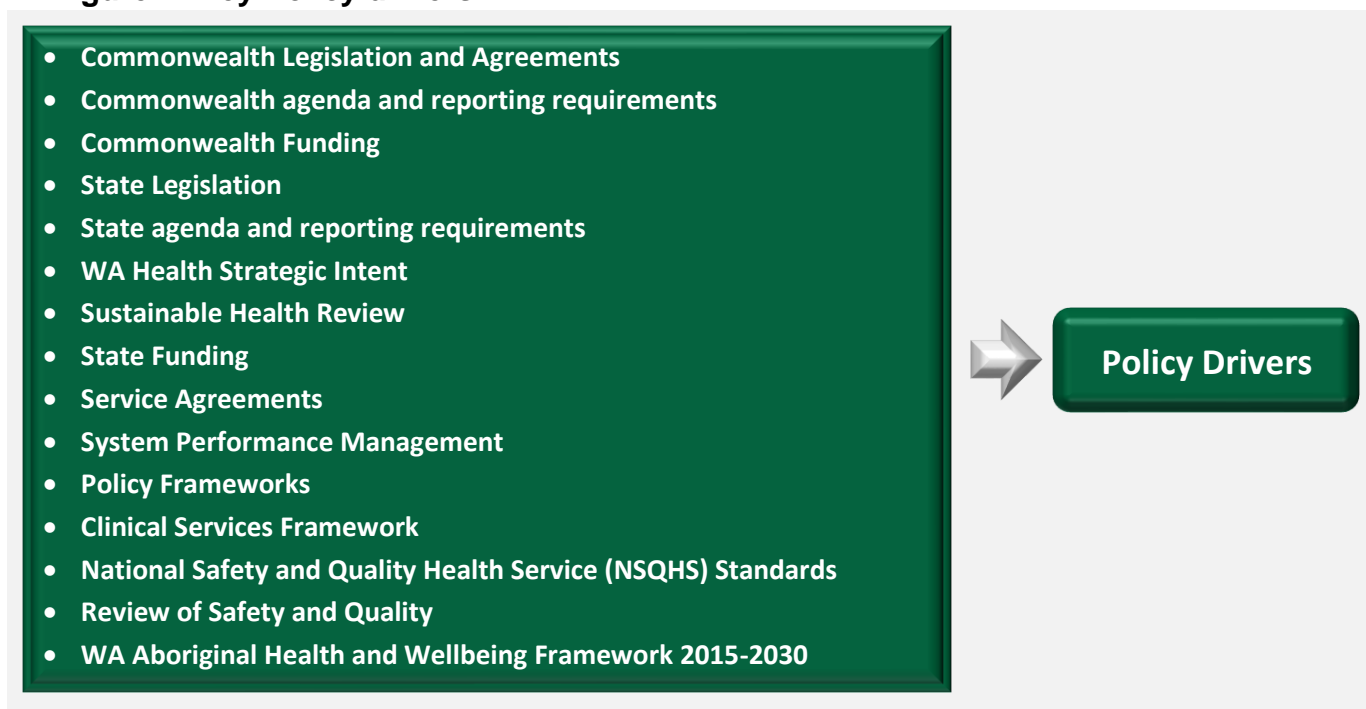 • Commonwealth Legislation and Agreements
• Commonwealth agenda and reporting requirements
• Commonwealth Funding
• State Legislation
• State agenda and reporting requirements
• WA Health Strategic Intent
• Sustainable Health Review
• State Funding
• Service Agreements
• System Performance Management
• Policy Frameworks
• Clinical Services Framework
• National Safety and Quality Health Service (NSQHS) Standards
• Review of Safety and Quality
• WA Aboriginal Health and Wellbeing Framework 2015-2030
Policy Drivers